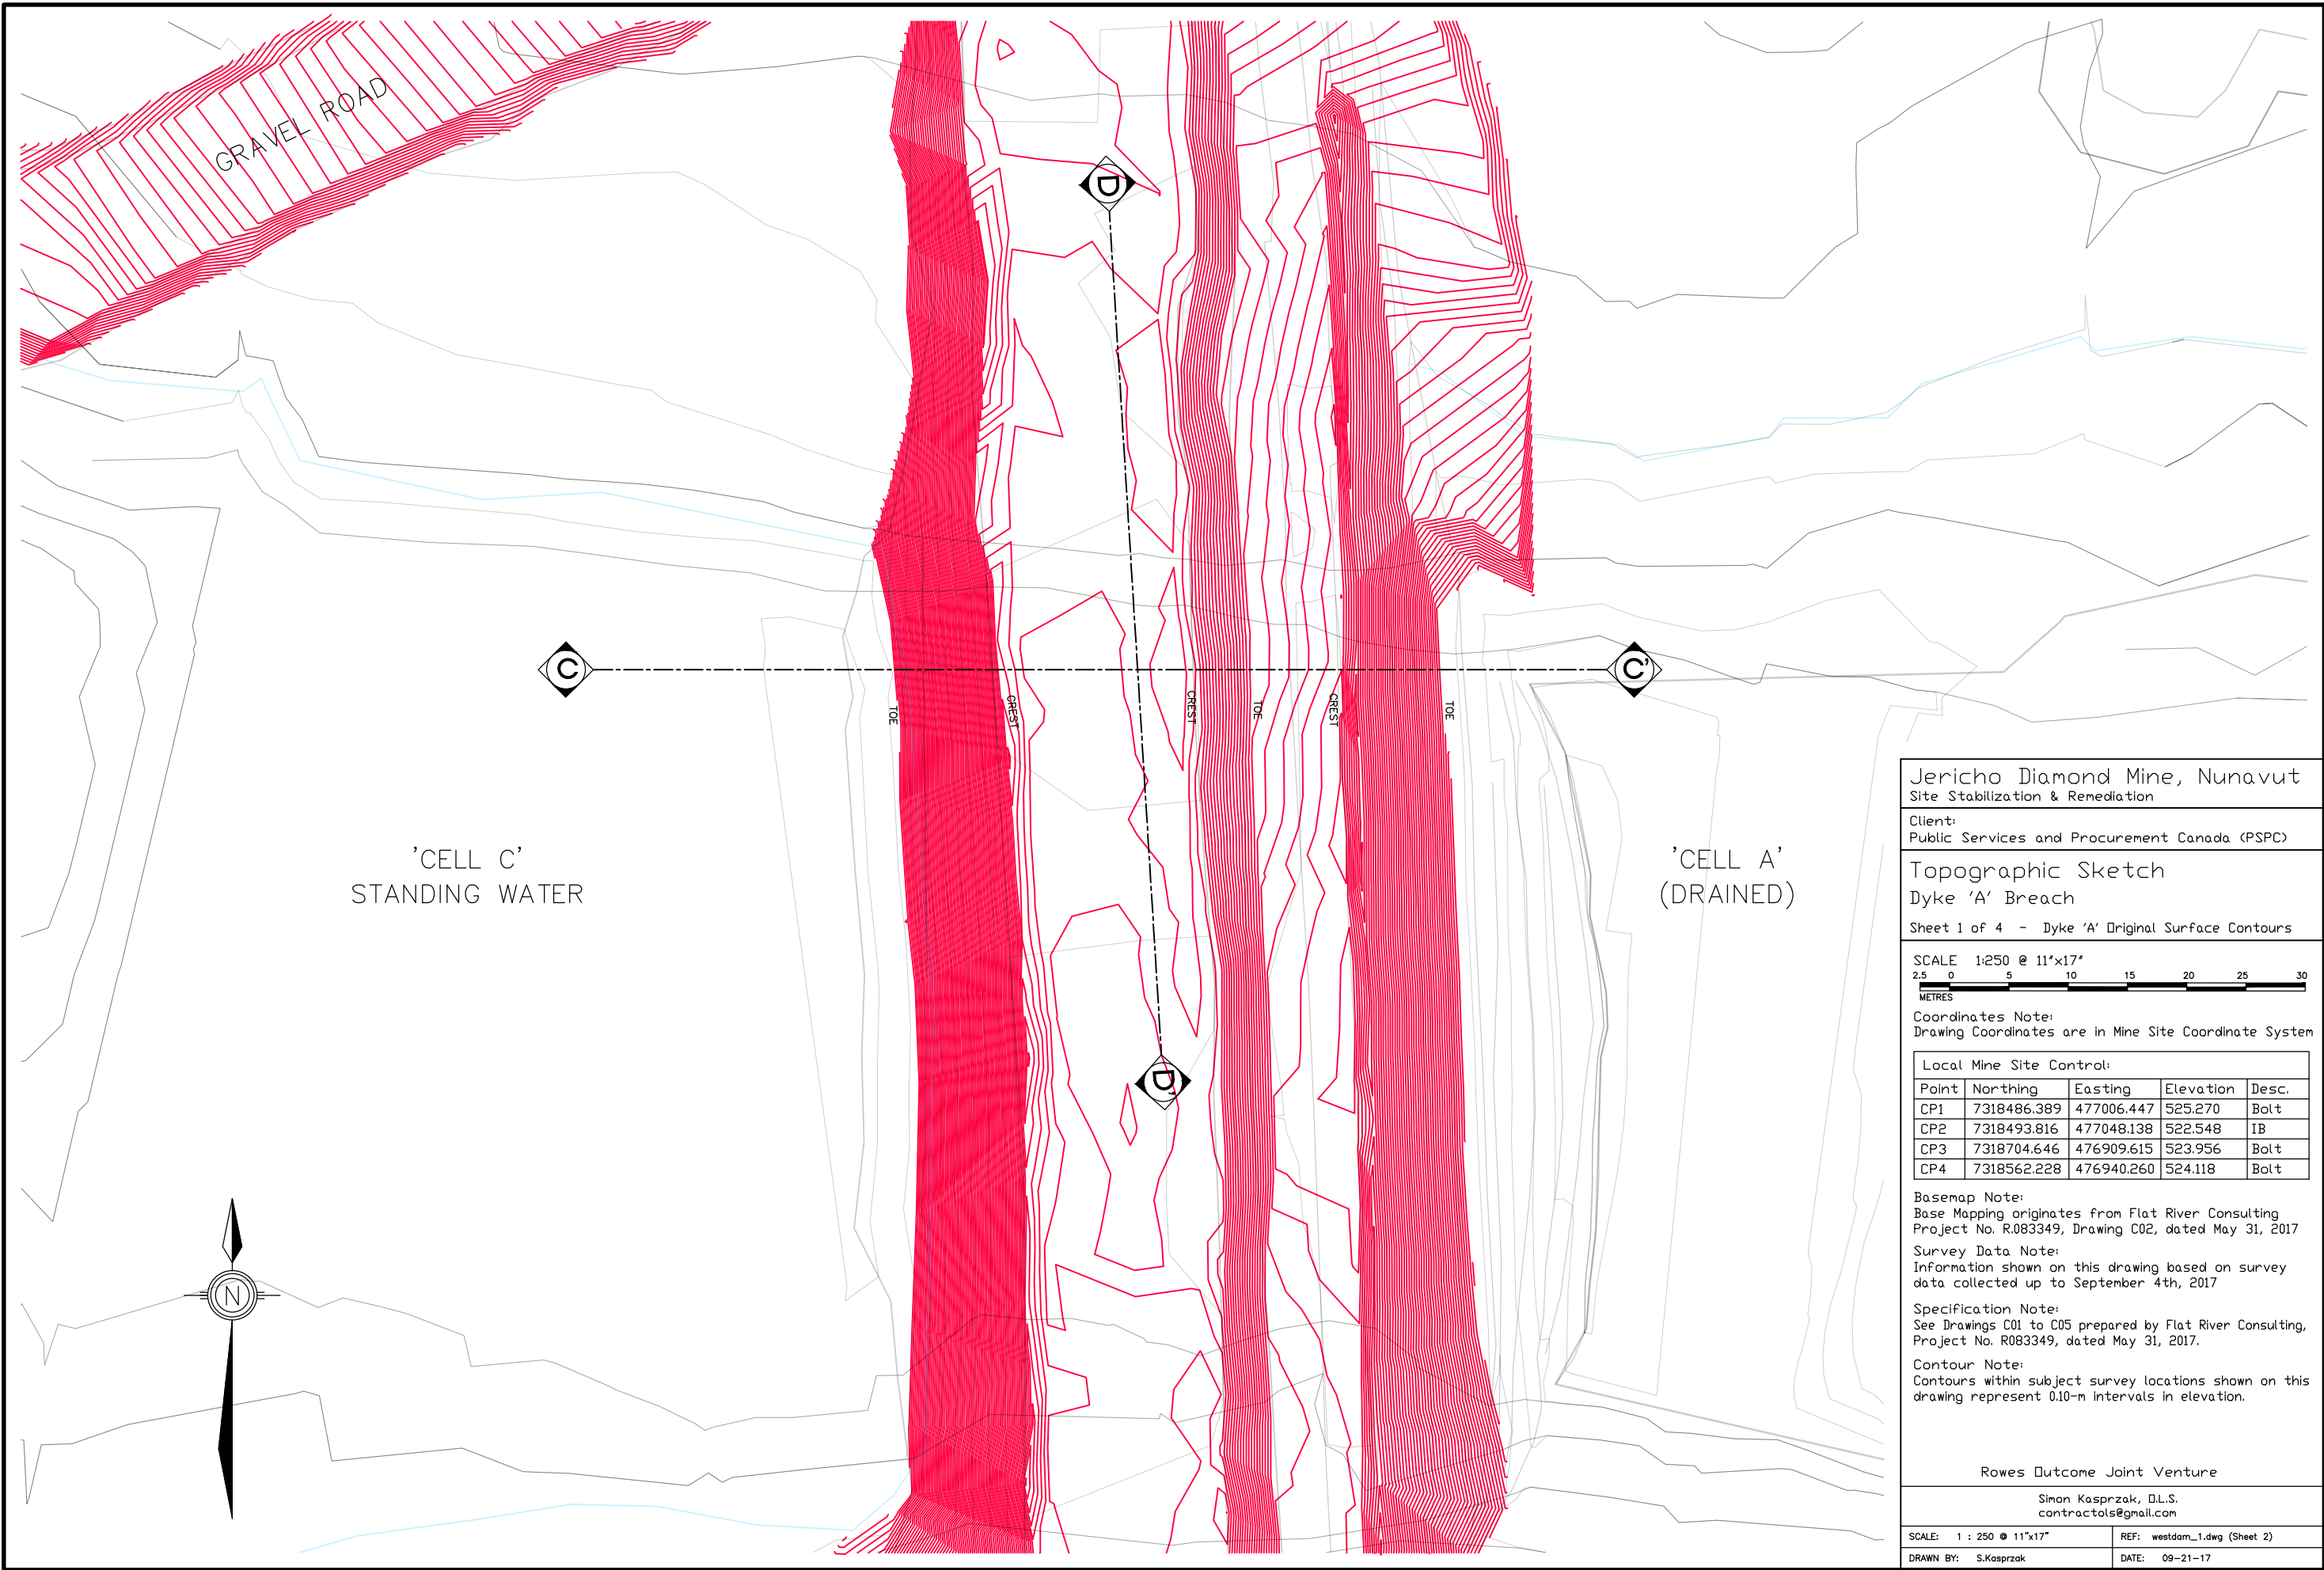 GRAVEL ROAD
D
C
C'
TOE
CREST
CREST
TOE
CREST
TOE
'CELL C'
STANDING WATER
'CELL A'
(DRAINED)
D'
N
Jericho Diamond Mine, Nunavut
Site Stabilization & Remediation
Client:
Public Services and Procurement Canada (PSPC)
Topographic Sketch
Dyke 'A' Breach
Sheet 1 of 4 - Dyke 'A' Original Surface Contours
SCALE 1:250 @ 11"x17"
2.5 0 5 10 15 20 25 30
METRES
Coordinates Note:
Drawing Coordinates are in Mine Site Coordinate System
Local Mine Site Control:
Point Northing Easting Elevation Desc.
CP1 7318486.389 477006.447 525.270 Bolt
CP2 7318493.816 477048.138 522.548 IB
CP3 7318704.646 476909.615 523.956 Bolt
CP4 7318562.228 476940.260 524.118 Bolt
Basemap Note:
Base Mapping originates from Flat River Consulting
Project No. R.083349, Drawing C02, dated May 31, 2017
Survey Data Note:
Information shown on this drawing based on survey
data collected up to September 4th, 2017
Specification Note:
See Drawings C01 to C05 prepared by Flat River Consulting,
Project No. R083349, dated May 31, 2017.
Contour Note:
Contours within subject survey locations shown on this
drawing represent 0.10-m intervals in elevation.
Rowes Outcome Joint Venture
Simon Kasprzak, O.L.S.
contractols@gmail.com
SCALE: 1 : 250 @ 11"x17" REF: westdam_1.dwg (Sheet 2)
DRAWN BY: S.Kasprzak DATE: 09-21-17